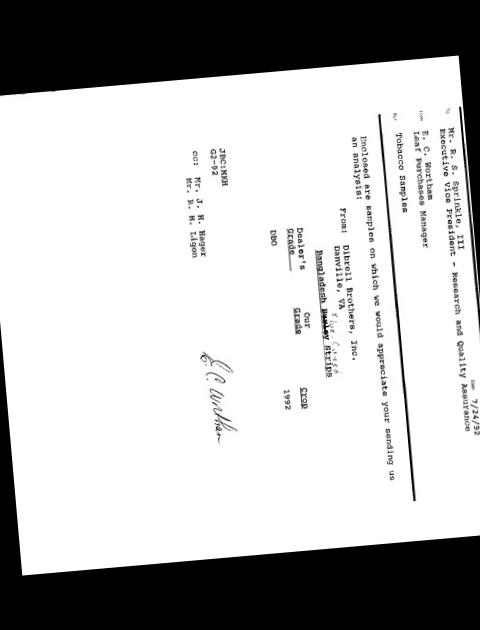 To Mr. R. S. Sprinkle, III Date 7/24/92
Executive Vice President - Research and Quality Assurance
From E. C. Wortham
Leaf Purchases Manager
Re: Tobacco Samples
Enclosed are samples on which we would appreciate your sending us
an analysis:
From: Dibrell Brothers, Inc.
Danville, VA
Flue Cured
Bangladesh Burley Strips
Dealer's Our
Grade Grade Crop
DBO 1992
E. C. Wortham
G2-92
cc: Mr. J. H. Hager
Mr. R. H. Ligon